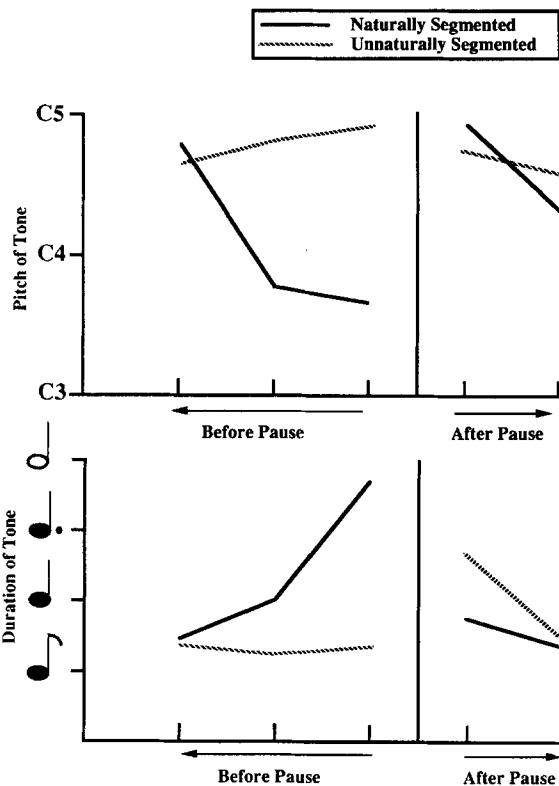 Naturally Segmented
Unnaturally Segmented
C5
C4
C3
Pitch of Tone
Before Pause
After Pause
Duration of Tone
Before Pause
After Pause